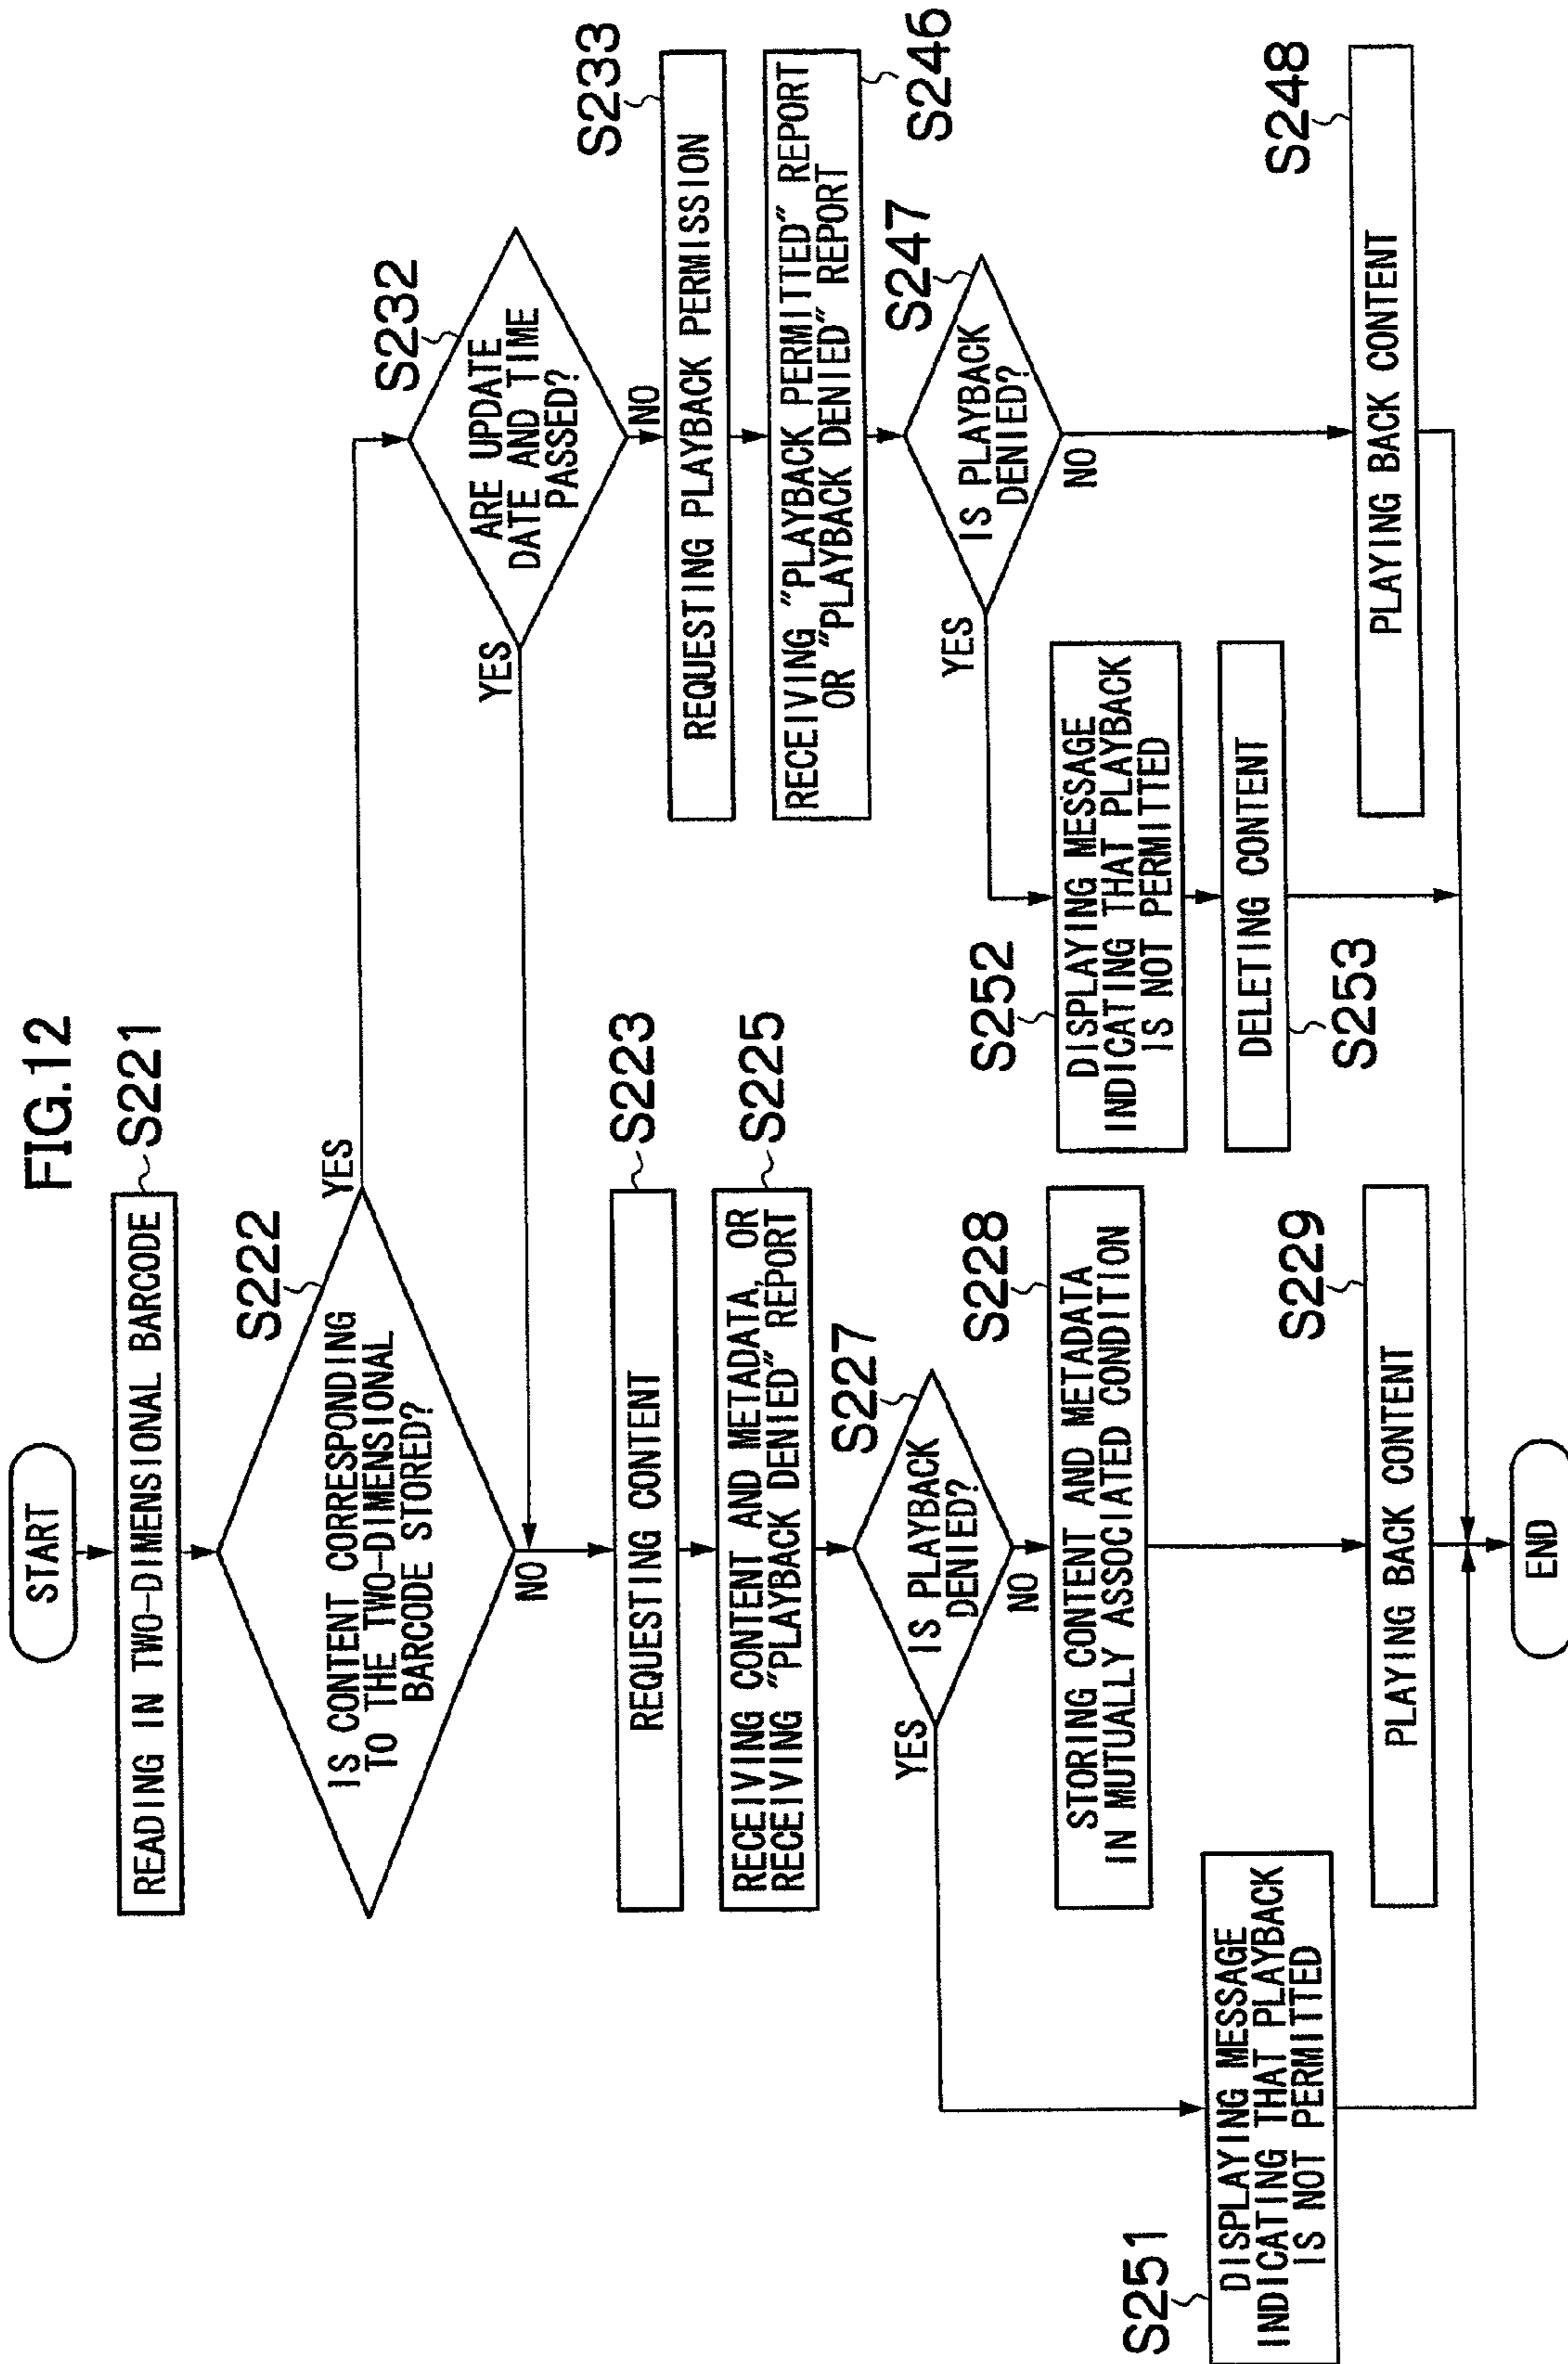 FIG.12
START
READING IN TWO-DIMENSIONAL BARCODE
S221
IS CONTENT CORRESPONDING
TO THE TWO-DIMENSIONAL
BARCODE STORED?
S222
YES
NO
ARE UPDATE
DATE AND TIME
PASSED?
S232
YES
NO
REQUESTING CONTENT
S223
REQUESTING PLAYBACK PERMISSION
S233
RECEIVING CONTENT AND METADATA, OR
RECEIVING "PLAYBACK DENIED" REPORT
S225
RECEIVING "PLAYBACK PERMITTED" REPORT
OR "PLAYBACK DENIED" REPORT
S246
IS PLAYBACK
DENIED?
S227
YES
NO
IS PLAYBACK
DENIED?
S247
YES
NO
STORING CONTENT AND METADATA
IN MUTUALLY ASSOCIATED CONDITION
S228
S252
DISPLAYING MESSAGE
INDICATING THAT PLAYBACK
IS NOT PERMITTED
DELETING CONTENT
S253
S251
DISPLAYING MESSAGE
INDICATING THAT PLAYBACK
IS NOT PERMITTED
PLAYING BACK CONTENT
S229
PLAYING BACK CONTENT
S248
END